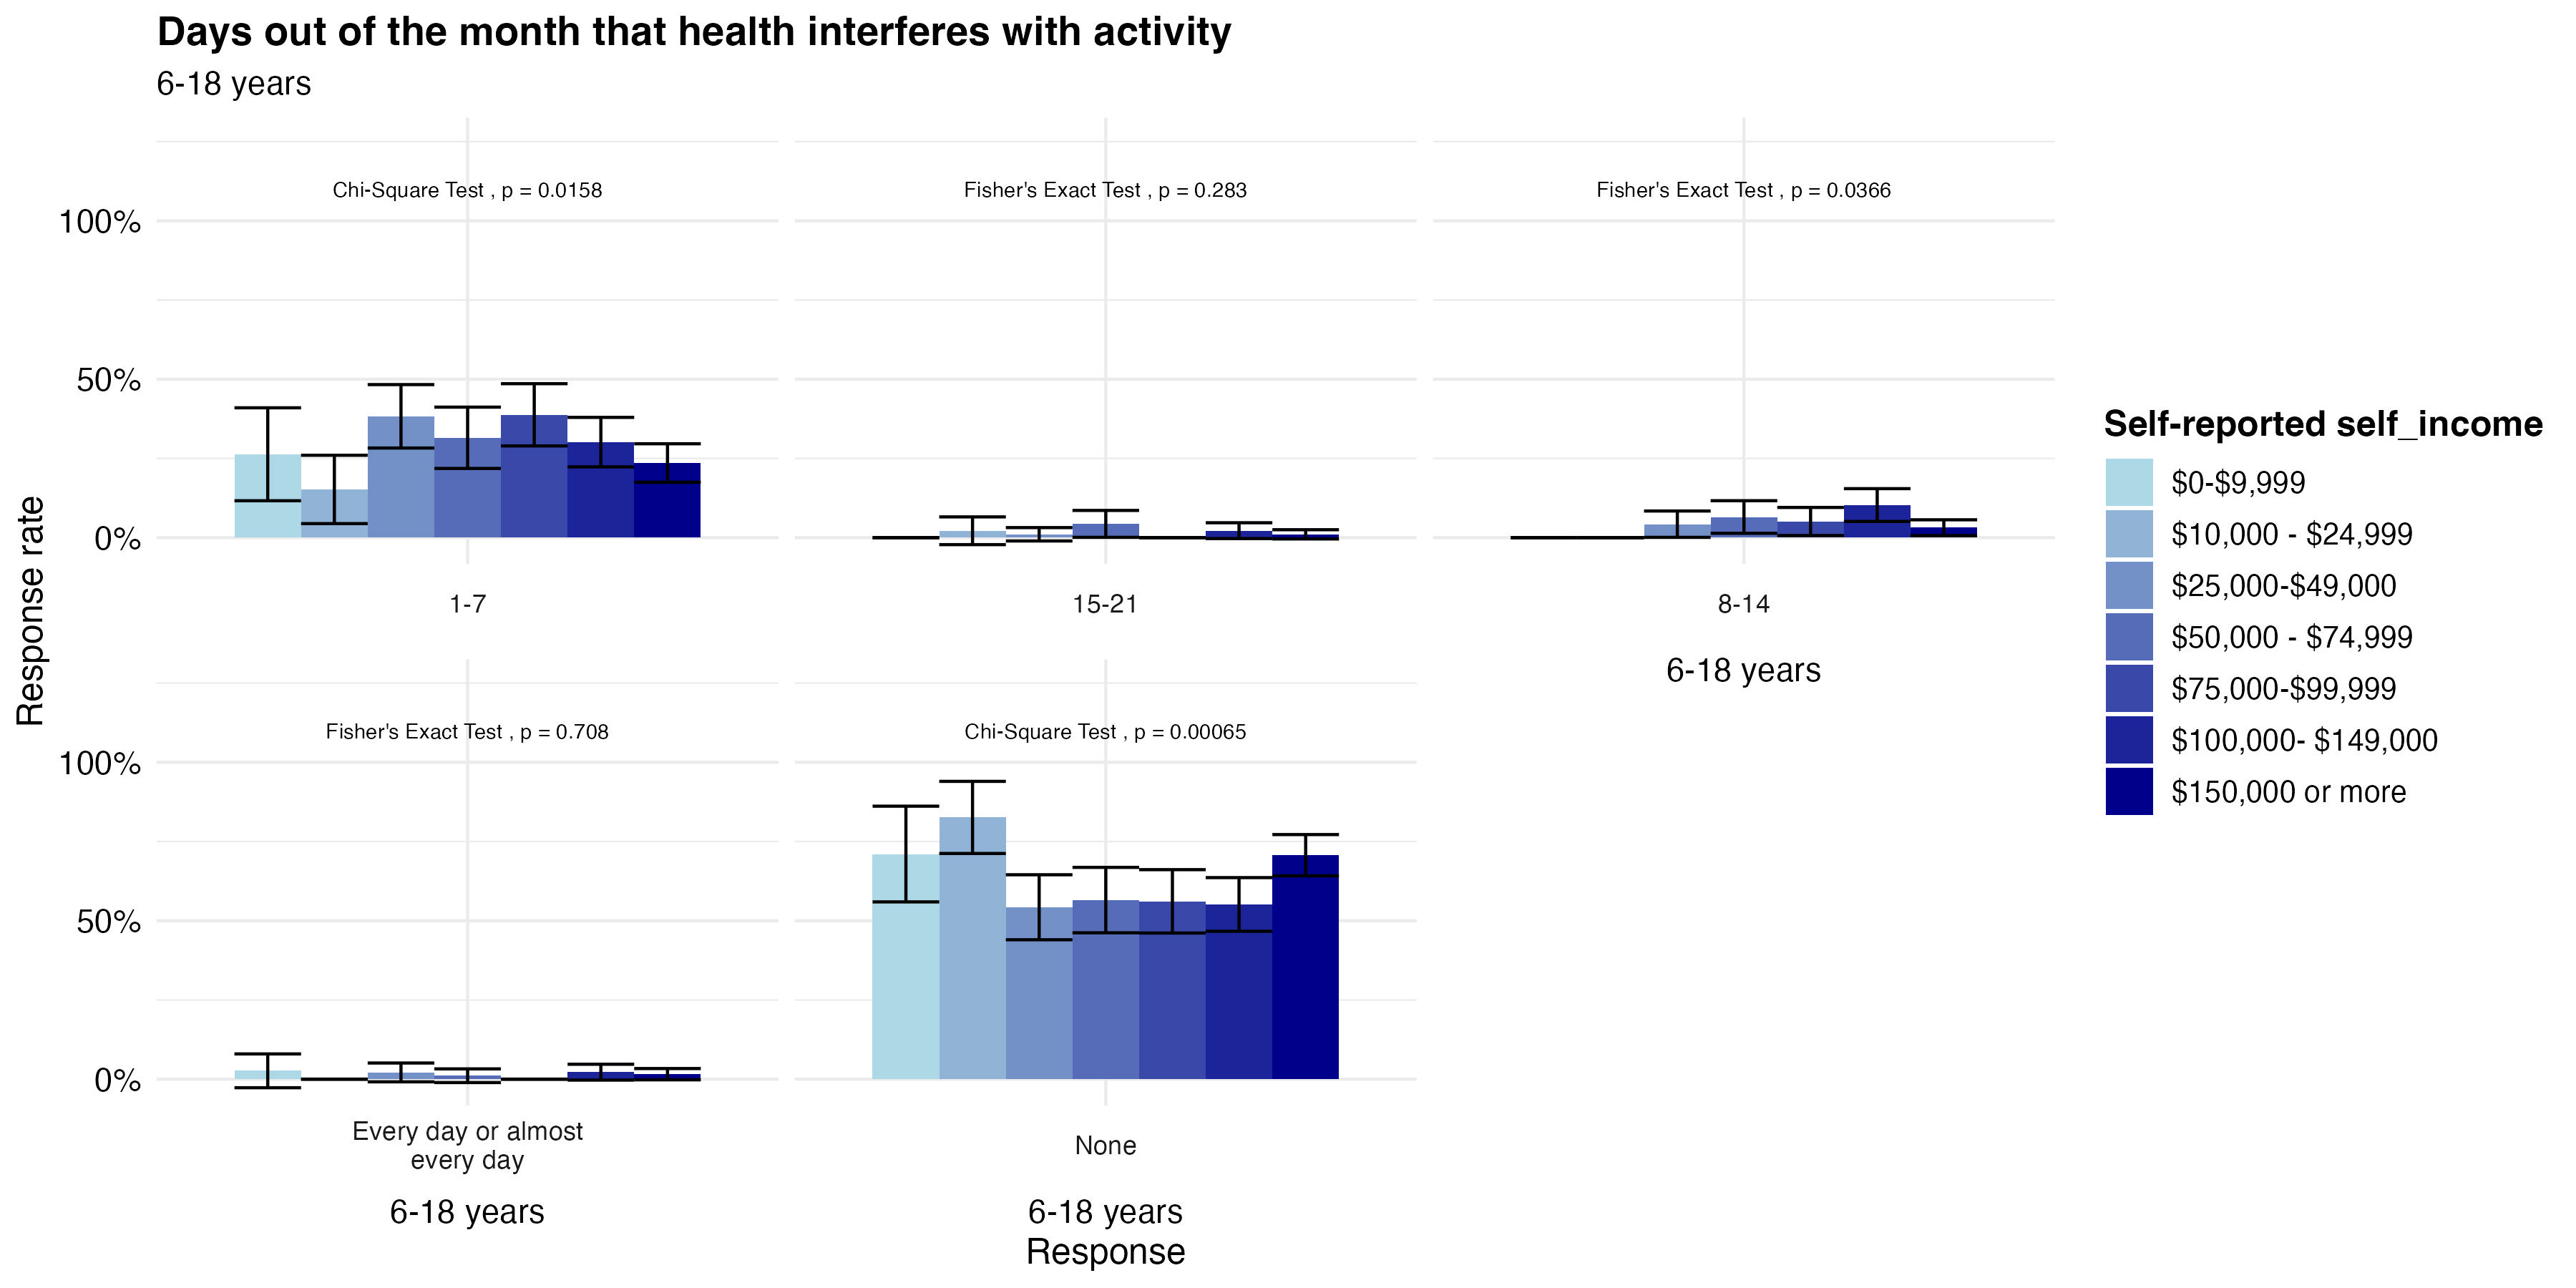 Days out of the month that health interferes with activity
6-18 years
Response rate
Chi-Square Test , p = 0.0158
Fisher's Exact Test , p = 0.283
Fisher's Exact Test , p = 0.0366
100%
50%
0%
1-7
15-21
8-14
6-18 years
Fisher's Exact Test , p = 0.708
Chi-Square Test , p = 0.00065
100%
50%
0%
Every day or almost
every day
None
6-18 years
6-18 years
Response
Self-reported self_income
$0-$9,999
$10,000 - $24,999
$25,000-$49,000
$50,000 - $74,999
$75,000-$99,999
$100,000- $149,000
$150,000 or more